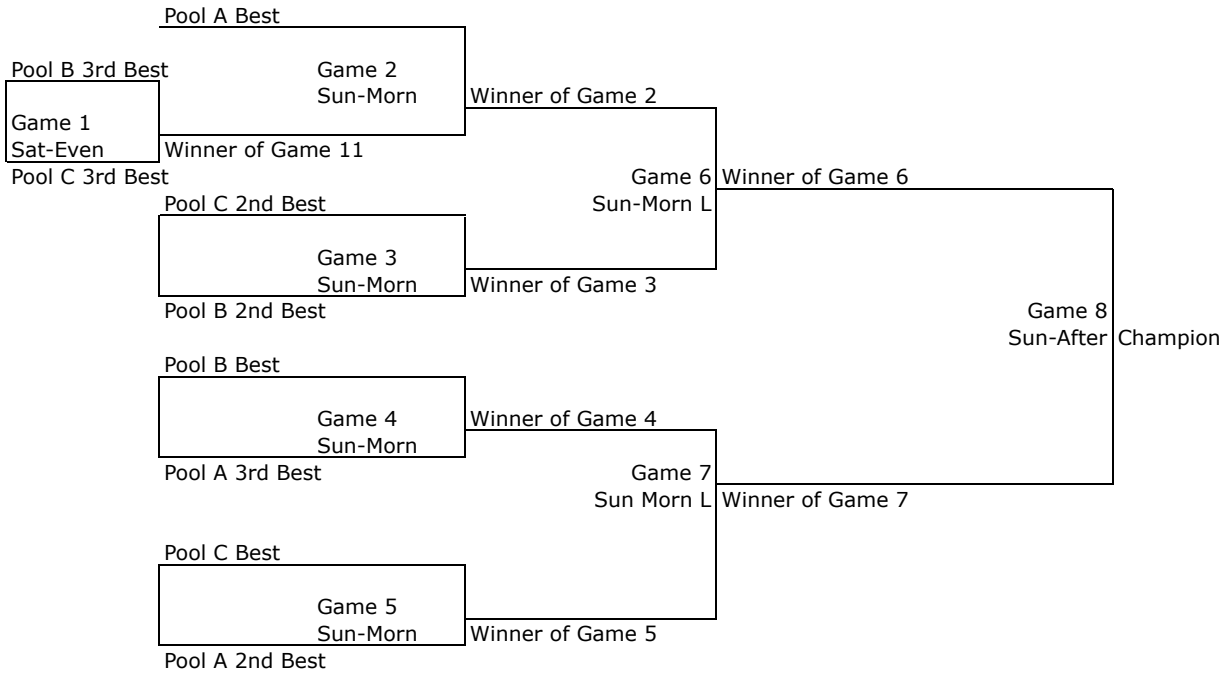 Pool A Best
Pool B 3rd Best
Game 2
Sun-Morn
Winner of Game 2
Game 1
Sat-Even
Winner of Game 11
Pool C 3rd Best
Game 6
Winner of Game 6
Pool C 2nd Best
Sun-Morn L
Game 3
Sun-Morn
Winner of Game 3
Pool B 2nd Best
Game 8
Sun-After
Champion
Pool B Best
Game 4
Winner of Game 4
Sun-Morn
Pool A 3rd Best
Game 7
Sun Morn L
Winner of Game 7
Pool C Best
Game 5
Sun-Morn
Winner of Game 5
Pool A 2nd Best